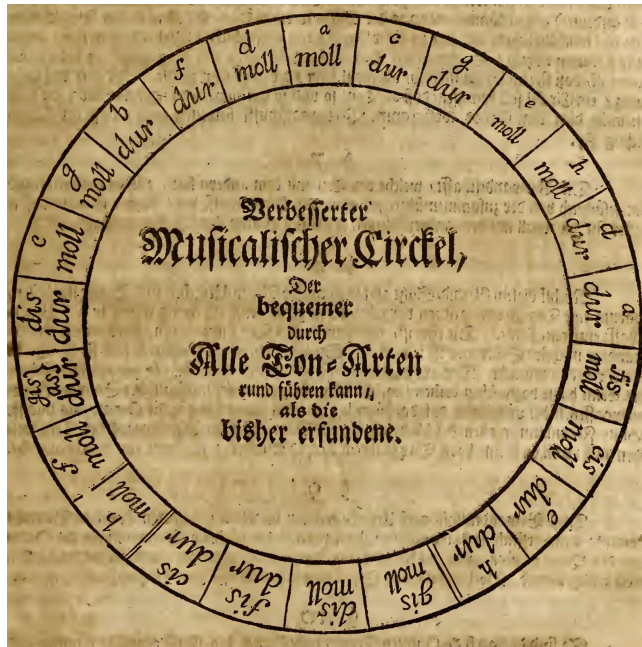 a
moll
c
dur
g
dur
e
moll
h
moll
d
dur
a
dur
fis
moll
cis
moll
e
dur
h
dur
gis
moll
dis
moll
fis
dur
cis
dur
b
moll
f
moll
gis
as
dur
dis
dur
c
moll
g
moll
b
dur
f
dur
d
moll
Verbesserter
Musicalischer Circkel,
Der
bequemer
durch
Alle Ton-Arten
rund führen kann,
als die
bisher erfundene.